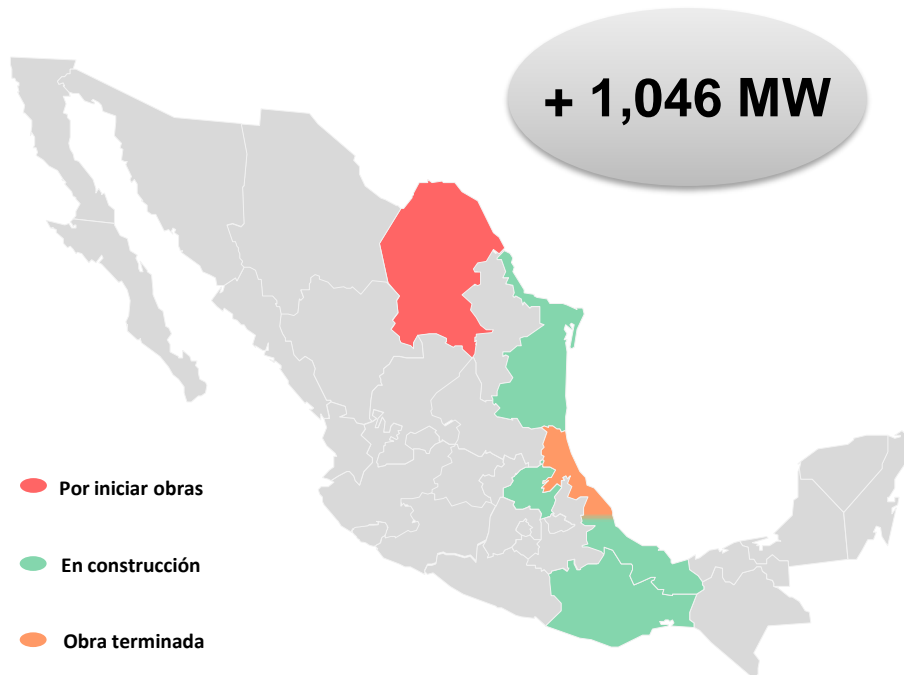 + 1,046 MW
Por iniciar obras
En construcción
Obra terminada